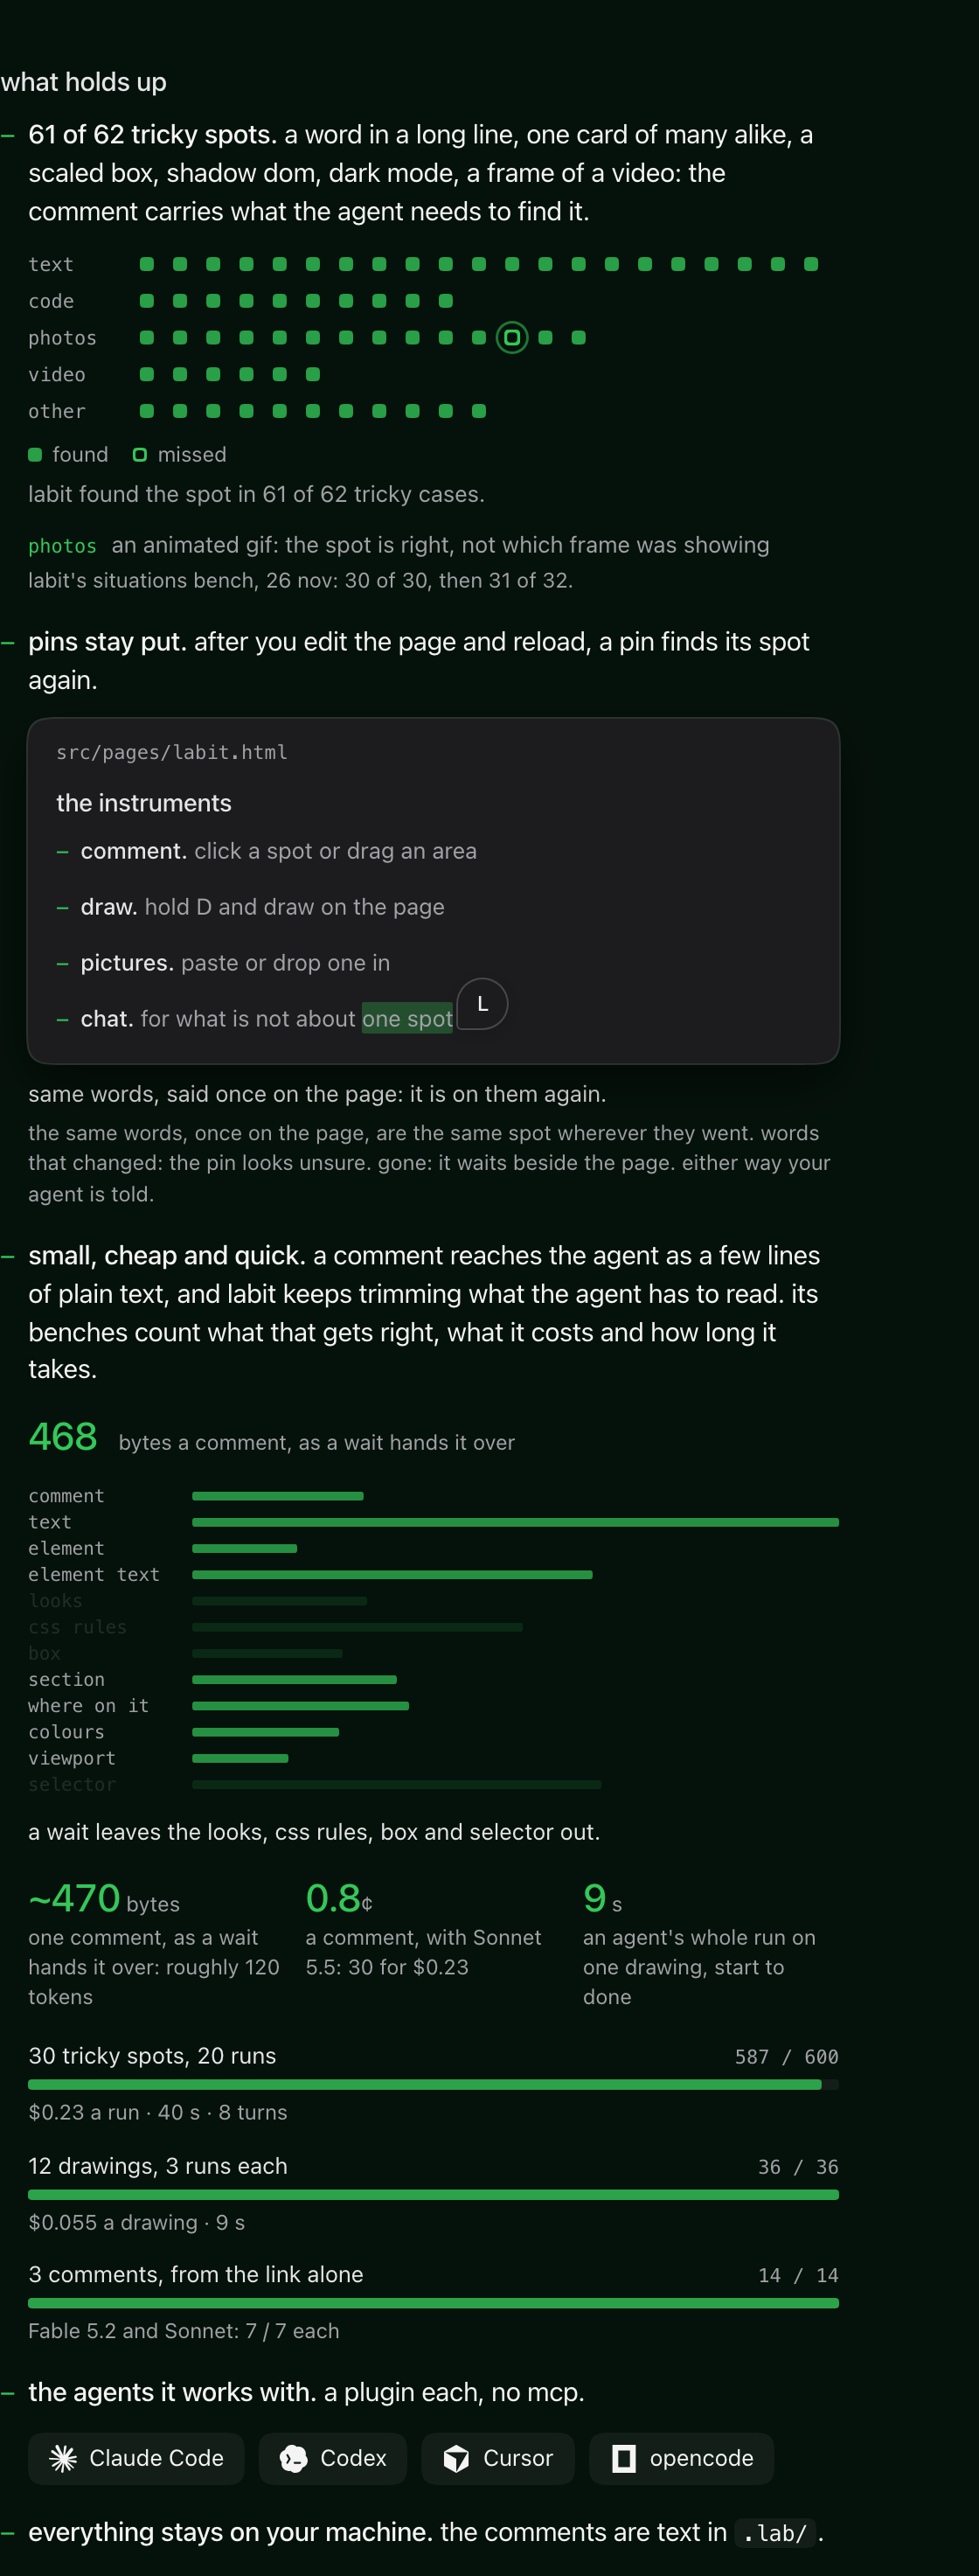 what holds up
– 61 of 62 tricky spots. a word in a long line, one card of many alike, a
scaled box, shadow dom, dark mode, a frame of a video: the
comment carries what the agent needs to find it.
text
code
photos
video
other
found missed
labit found the spot in 61 of 62 tricky cases.
photos an animated gif: the spot is right, not which frame was showing
labit's situations bench, 26 nov: 30 of 30, then 31 of 32.
– pins stay put. after you edit the page and reload, a pin finds its spot
again.
src/pages/labit.html
the instruments
– comment. click a spot or drag an area
– draw. hold D and draw on the page
– pictures. paste or drop one in
– chat. for what is not about one spot L
same words, said once on the page: it is on them again.
the same words, once on the page, are the same spot wherever they went. words
that changed: the pin looks unsure. gone: it waits beside the page. either way your
agent is told.
– small, cheap and quick. a comment reaches the agent as a few lines
of plain text, and labit keeps trimming what the agent has to read. its
benches count what that gets right, what it costs and how long it
takes.
468 bytes a comment, as a wait hands it over
comment
text
element
element text
looks
css rules
box
section
where on it
colours
viewport
selector
a wait leaves the looks, css rules, box and selector out.
~470 bytes
one comment, as a wait
hands it over: roughly 120
tokens
0.8¢
a comment, with Sonnet
5.5: 30 for $0.23
9 s
an agent's whole run on
one drawing, start to
done
30 tricky spots, 20 runs 587 / 600
$0.23 a run · 40 s · 8 turns
12 drawings, 3 runs each 36 / 36
$0.055 a drawing · 9 s
3 comments, from the link alone 14 / 14
Fable 5.2 and Sonnet: 7 / 7 each
– the agents it works with. a plugin each, no mcp.
Claude Code Codex Cursor opencode
– everything stays on your machine. the comments are text in .lab/.